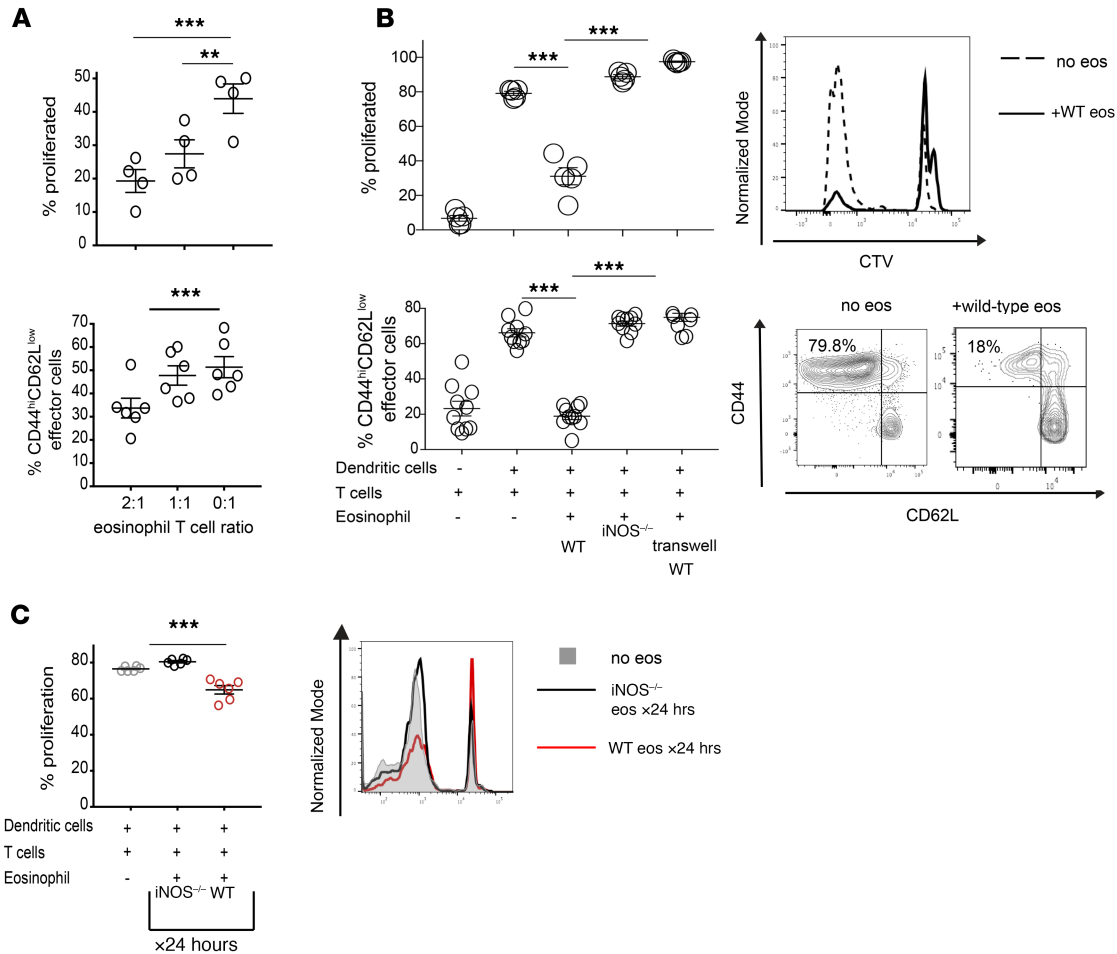 A
***
**
% proliferated
50
40
30
20
10
0
***
% CD44hiCD62Llow
effector cells
70
60
50
40
30
20
10
0
2:1 1:1 0:1
eosinophil T cell ratio
B
***
***
% proliferated
100
80
60
40
20
0
***
***
% CD44hiCD62Llow
effector cells
80
60
40
20
0
Dendritic cells - + + + +
T cells + + + + +
Eosinophil - - + + +
iNOS–/–
WT transwell
WT
Normalized Mode
CTV
no eos
+WT eos
no eos +wild-type eos
79.8% 18%
CD44
CD62L
C
***
% proliferation
80
60
40
20
0
Dendritic cells + + +
T cells + + +
Eosinophil - + +
iNOS–/– WT
×24 hours
Normalized Mode
no eos
iNOS–/–
eos ×24 hrs
WT eos ×24 hrs